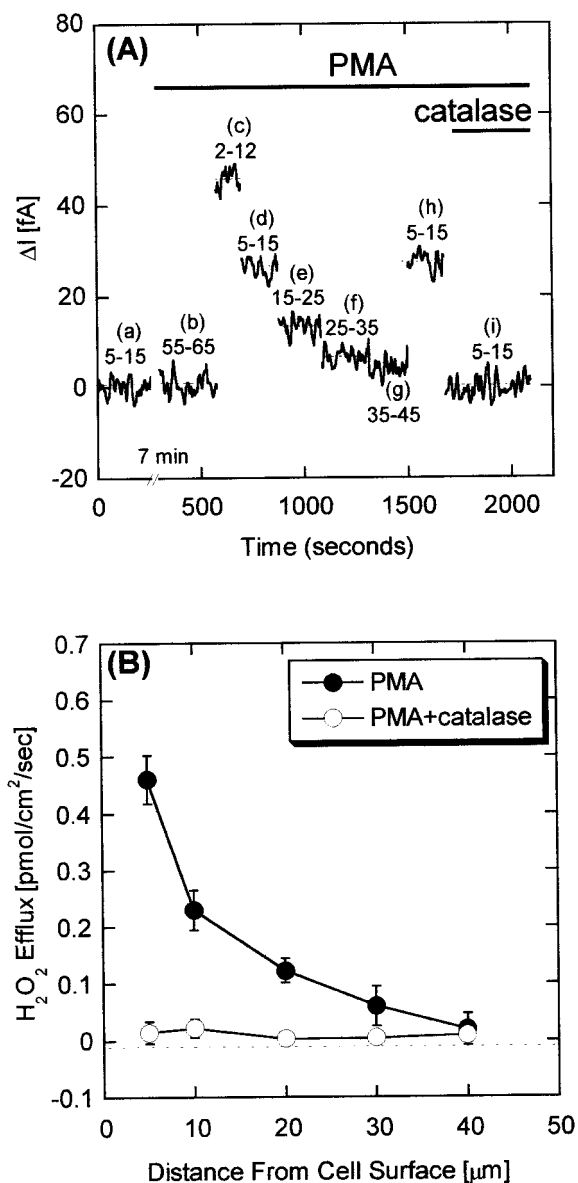 (A)
PMA
catalase
(c)
2-12
(d)
5-15
(h)
5-15
(e)
15-25
(f)
25-35
(a)
5-15
(b)
55-65
(i)
5-15
(g)
35-45
7 min
80
60
40
20
0
-20
ΔI [fA]
0 500 1000 1500 2000
Time (seconds)
(B)
PMA
PMA+catalase
0.7
0.6
0.5
0.4
0.3
0.2
0.1
0
-0.1
H₂O₂ Efflux [pmol/cm²/sec]
0 10 20 30 40 50
Distance From Cell Surface [μm]